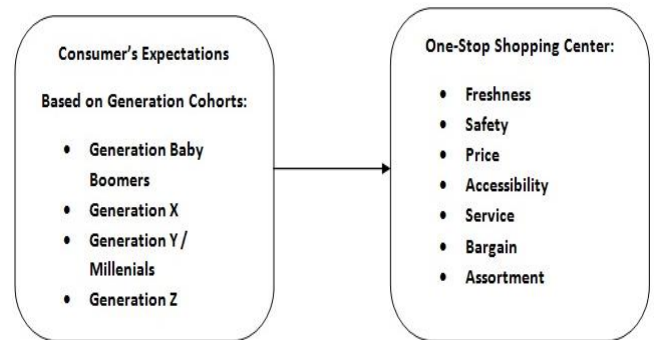 Consumer's Expectations
Based on Generation Cohorts:
• Generation Baby
Boomers
• Generation X
• Generation Y /
Millenials
• Generation Z
One-Stop Shopping Center:
• Freshness
• Safety
• Price
• Accessibility
• Service
• Bargain
• Assortment